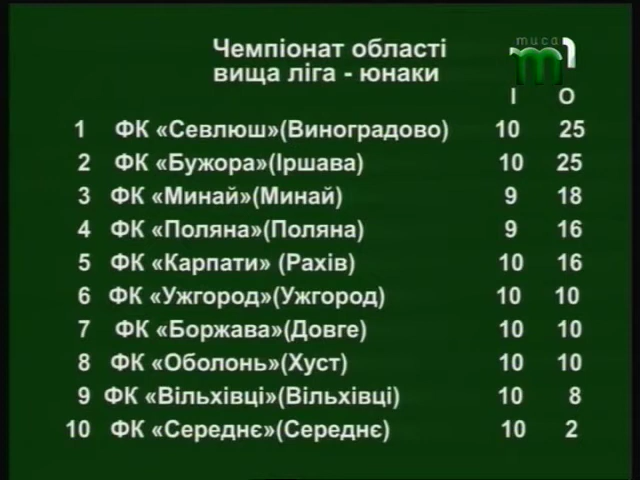 Чемпіонат області
вища ліга - юнаки
тиса 1
І О
1 ФК «Севлюш»(Виноградово) 10 25
2 ФК «Бужора»(Іршава) 10 25
3 ФК «Минай»(Минай) 9 18
4 ФК «Поляна»(Поляна) 9 16
5 ФК «Карпати» (Рахів) 10 16
6 ФК «Ужгород»(Ужгород) 10 10
7 ФК «Боржава»(Довге) 10 10
8 ФК «Оболонь»(Хуст) 10 10
9 ФК «Вільхівці»(Вільхівці) 10 8
10 ФК «Середнє»(Середнє) 10 2